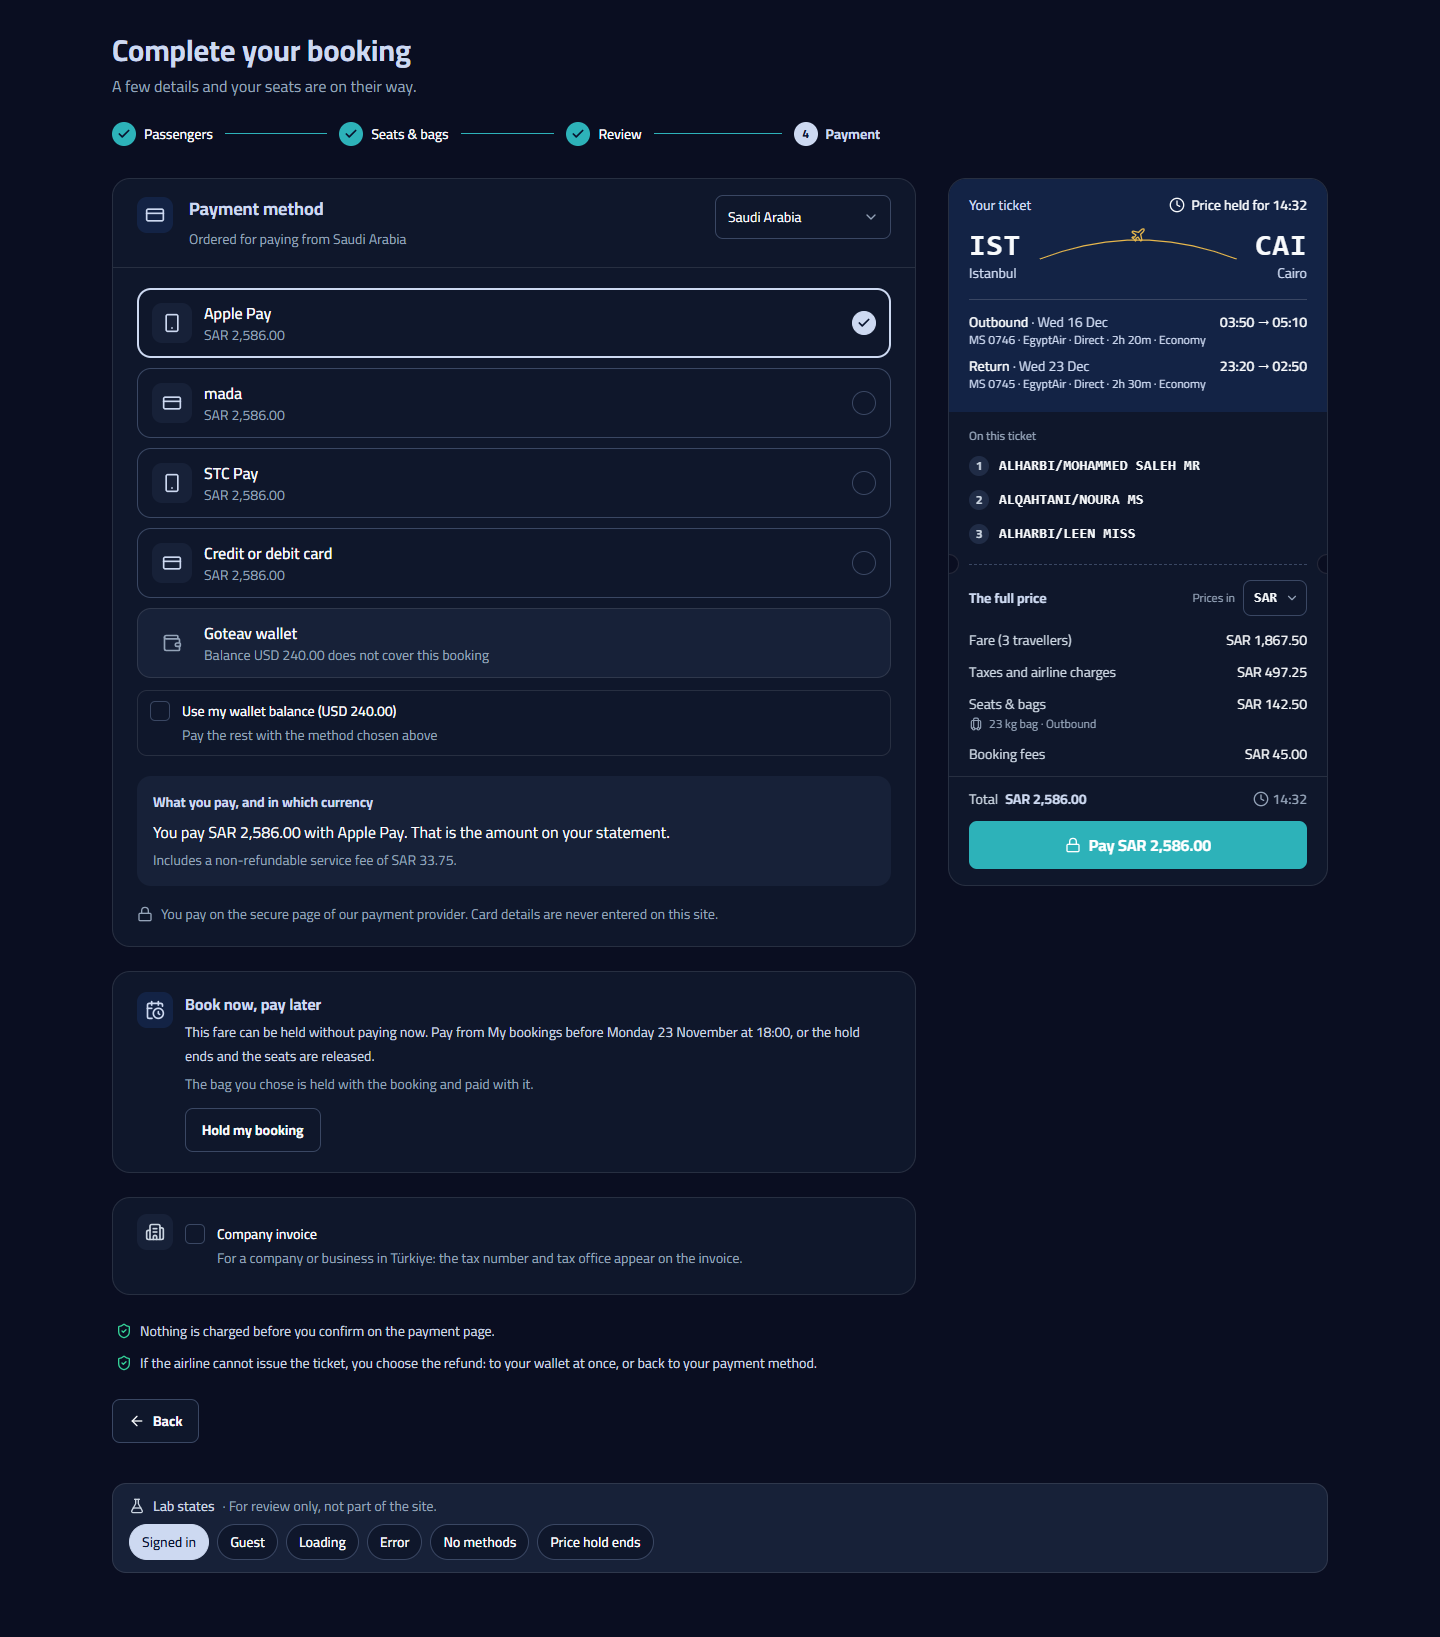 Complete your booking
A few details and your seats are on their way.
Passengers
Seats & bags
Review
4 Payment
Payment method
Ordered for paying from Saudi Arabia
Saudi Arabia
Apple Pay
SAR 2,586.00
mada
SAR 2,586.00
STC Pay
SAR 2,586.00
Credit or debit card
SAR 2,586.00
Goteav wallet
Balance USD 240.00 does not cover this booking
Use my wallet balance (USD 240.00)
Pay the rest with the method chosen above
What you pay, and in which currency
You pay SAR 2,586.00 with Apple Pay. That is the amount on your statement.
Includes a non-refundable service fee of SAR 33.75.
You pay on the secure page of our payment provider. Card details are never entered on this site.
Book now, pay later
This fare can be held without paying now. Pay from My bookings before Monday 23 November at 18:00, or the hold
ends and the seats are released.
The bag you chose is held with the booking and paid with it.
Hold my booking
Company invoice
For a company or business in Türkiye: the tax number and tax office appear on the invoice.
Nothing is charged before you confirm on the payment page.
If the airline cannot issue the ticket, you choose the refund: to your wallet at once, or back to your payment method.
Back
Your ticket
Price held for 14:32
IST
CAI
Istanbul
Cairo
Outbound · Wed 16 Dec
03:50 → 05:10
MS 0746 · EgyptAir · Direct · 2h 20m · Economy
Return · Wed 23 Dec
23:20 → 02:50
MS 0745 · EgyptAir · Direct · 2h 30m · Economy
On this ticket
1 ALHARBI/MOHAMMED SALEH MR
2 ALQAHTANI/NOURA MS
3 ALHARBI/LEEN MISS
The full price
Prices in SAR
Fare (3 travellers)
SAR 1,867.50
Taxes and airline charges
SAR 497.25
Seats & bags
SAR 142.50
23 kg bag · Outbound
Booking fees
SAR 45.00
Total SAR 2,586.00
14:32
Pay SAR 2,586.00
Lab states · For review only, not part of the site.
Signed in
Guest
Loading
Error
No methods
Price hold ends